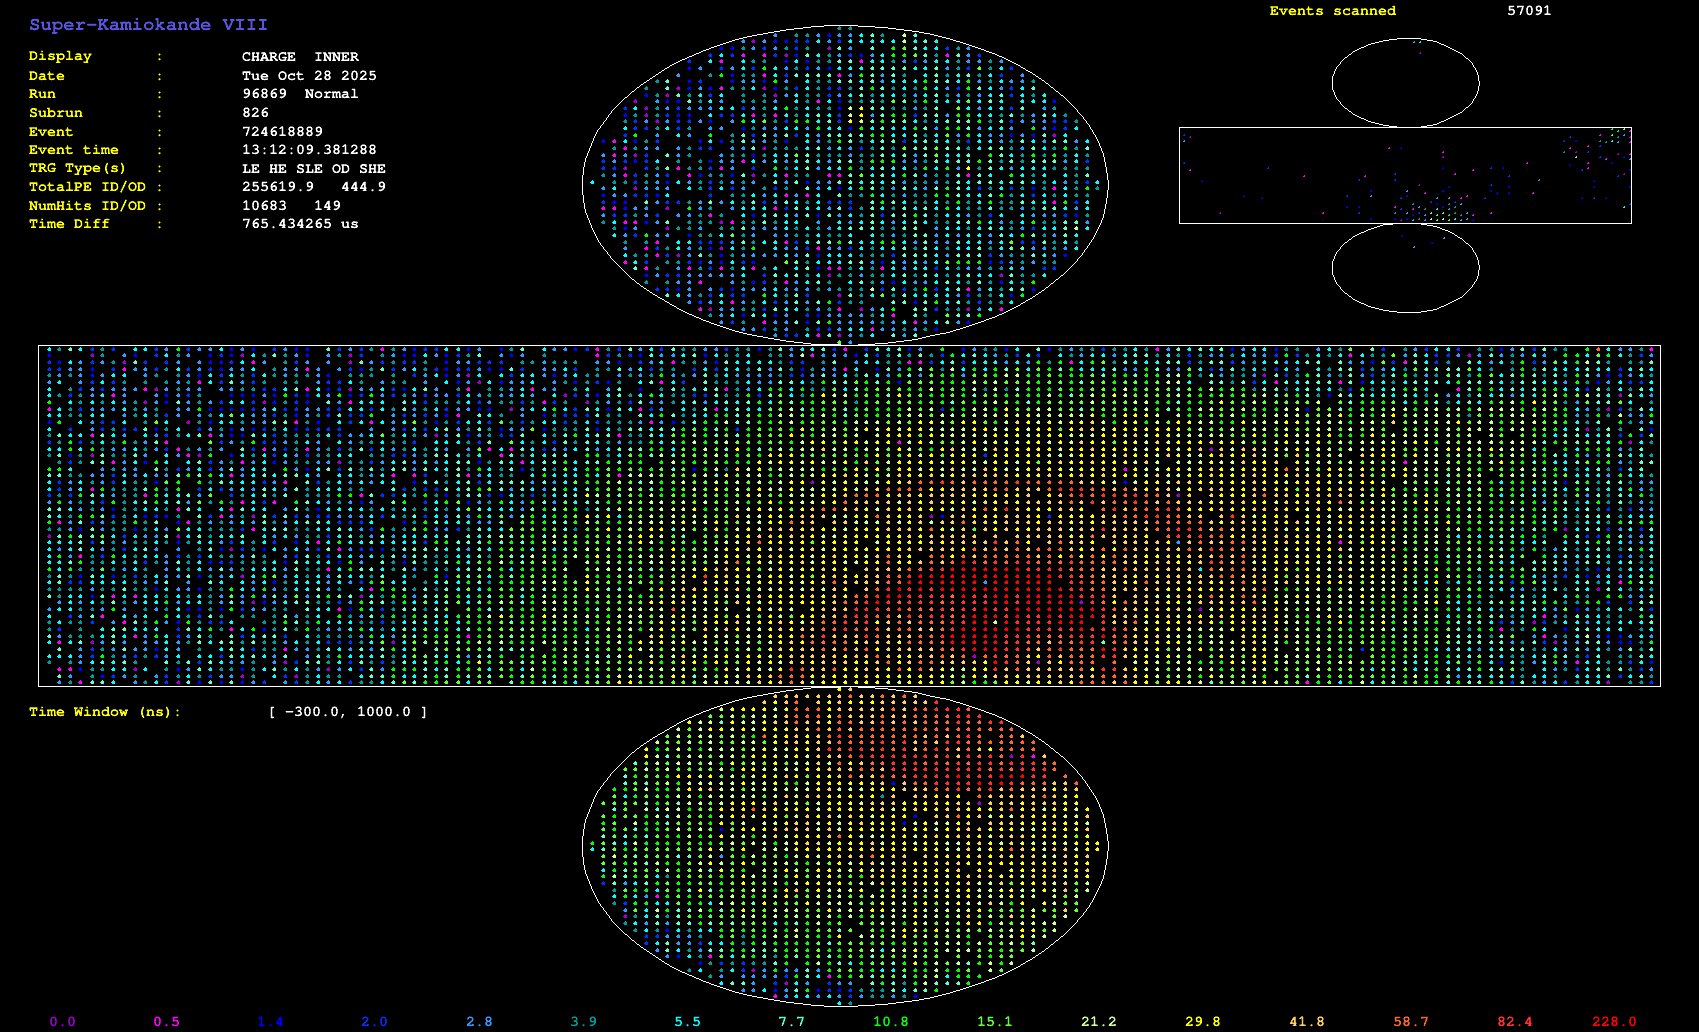 Super-Kamiokande VIII
Events scanned 57091
Display : CHARGE INNER
Date : Tue Oct 28 2025
Run : 96869 Normal
Subrun : 826
Event : 724618889
Event time : 13:12:09.381288
TRG Type(s) : LE HE SLE OD SHE
TotalPE ID/OD : 255619.9 444.9
NumHits ID/OD : 10683 149
Time Diff : 765.434265 us
Time Window (ns): [ -300.0, 1000.0 ]
0.0 0.5 1.4 2.0 2.8 3.9 5.5 7.7 10.8 15.1 21.2 29.8 41.8 58.7 82.4 228.0